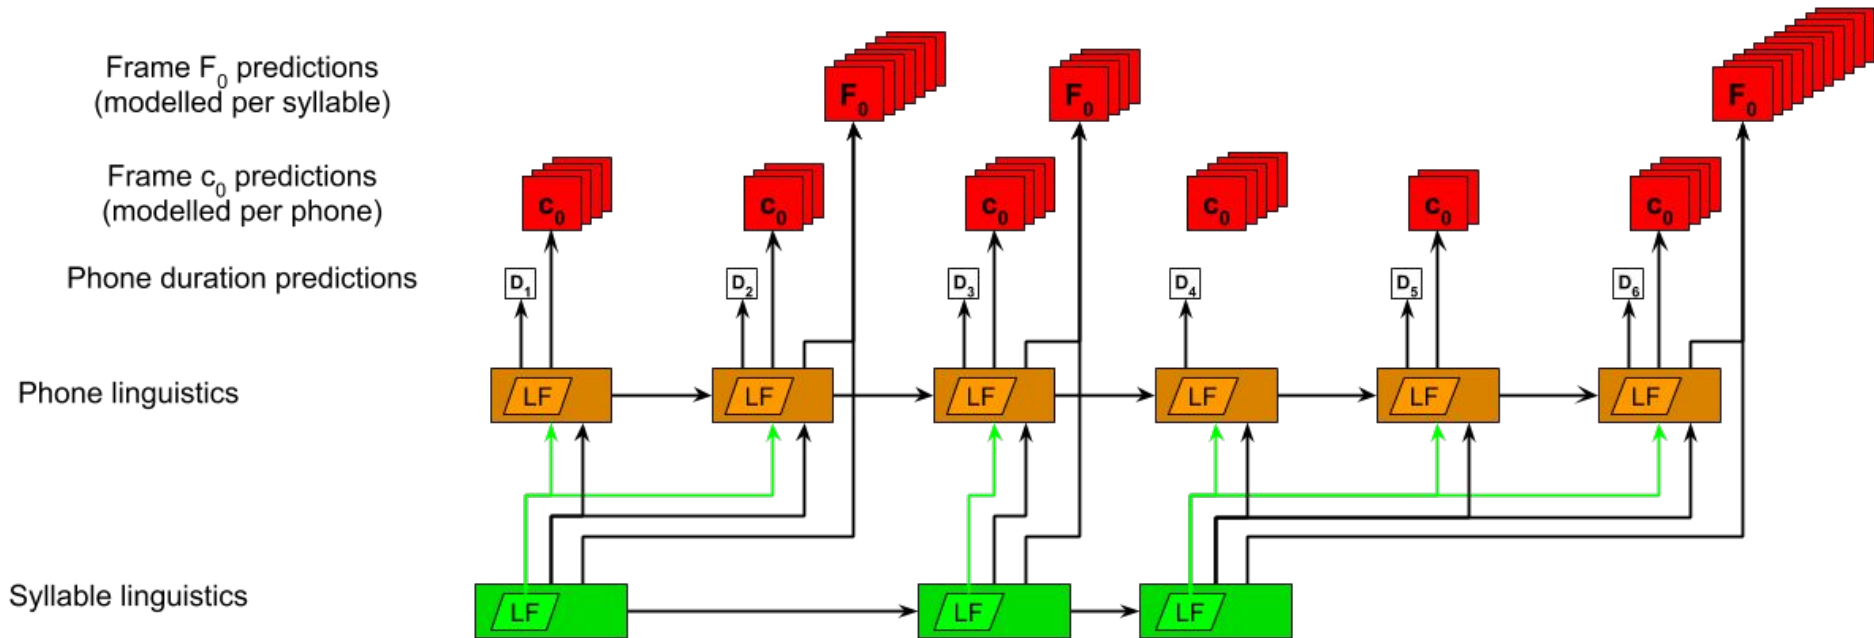 Frame F₀ predictions
(modelled per syllable)
F₀ F₀ F₀
Frame c₀ predictions
(modelled per phone)
c₀ c₀ c₀ c₀ c₀ c₀
Phone duration predictions
D₁ D₂ D₃ D₄ D₅ D₆
Phone linguistics
LF LF LF LF LF LF
Syllable linguistics
LF LF LF